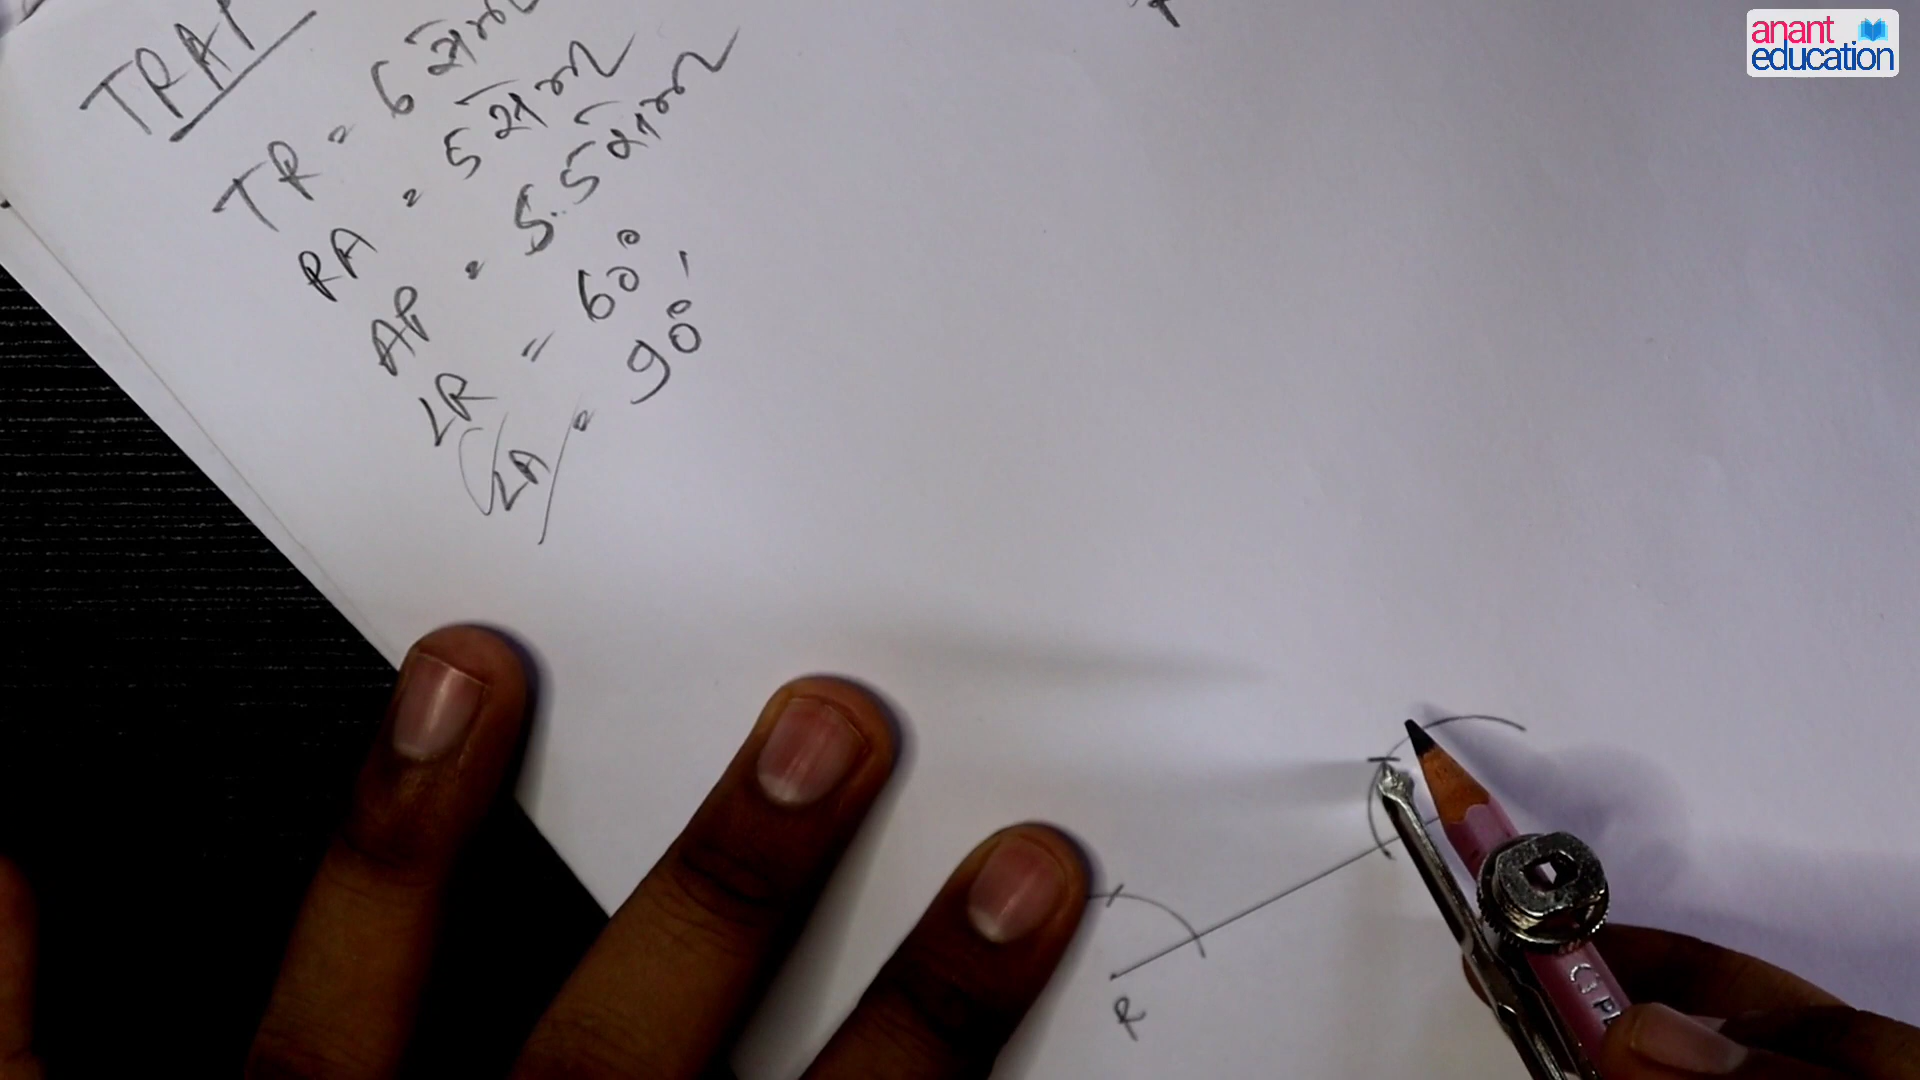 anant
education
TRAP
TR = 6 साेमी
RA = 5 सेमी
AP = 5.5 सेमी
∠R = 60°
∠A = 90°
R